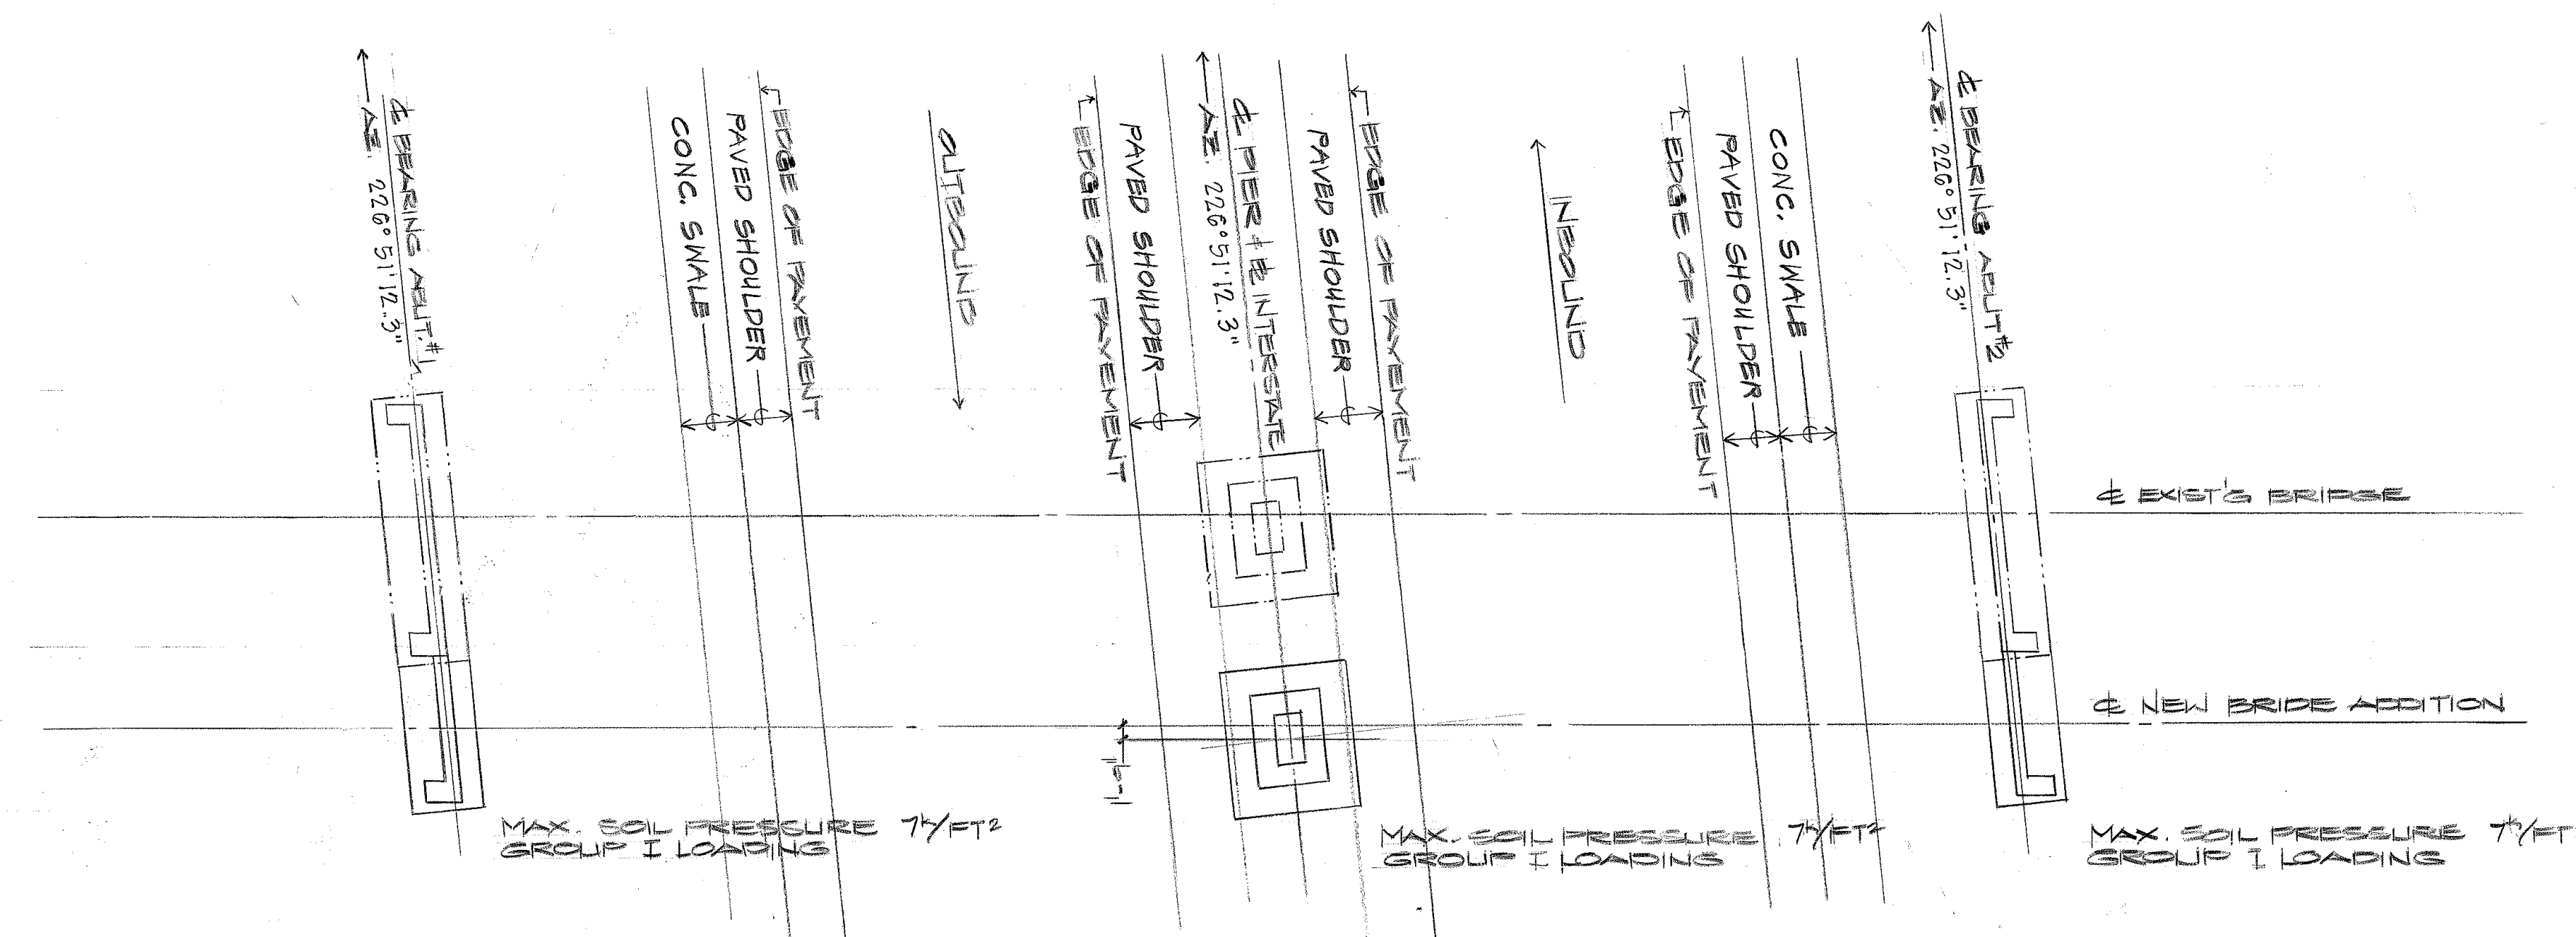 ℄ BEARING ABUT. #1
AZ. 226° 51' 12.3"
CONC. SWALE
PAVED SHOULDER
EDGE OF PAVEMENT
OUTBOUND
EDGE OF PAVEMENT
PAVED SHOULDER
AZ. 226° 51' 12.3"
℄ PIER & ℄ INTERSTATE
PAVED SHOULDER
EDGE OF PAVEMENT
INBOUND
EDGE OF PAVEMENT
PAVED SHOULDER
CONC. SWALE
℄ BEARING ABUT #2
AZ. 226° 51' 12.3"
℄ EXIST'G BRIDGE
℄ NEW BRIDE ADDITION
MAX. SOIL PRESSURE 7ᵏ/FT²
GROUP I LOADING
MAX. SOIL PRESSURE 7ᵏ/FT²
GROUP I LOADING
MAX. SOIL PRESSURE 7ᵏ/FT
GROUP I LOADING